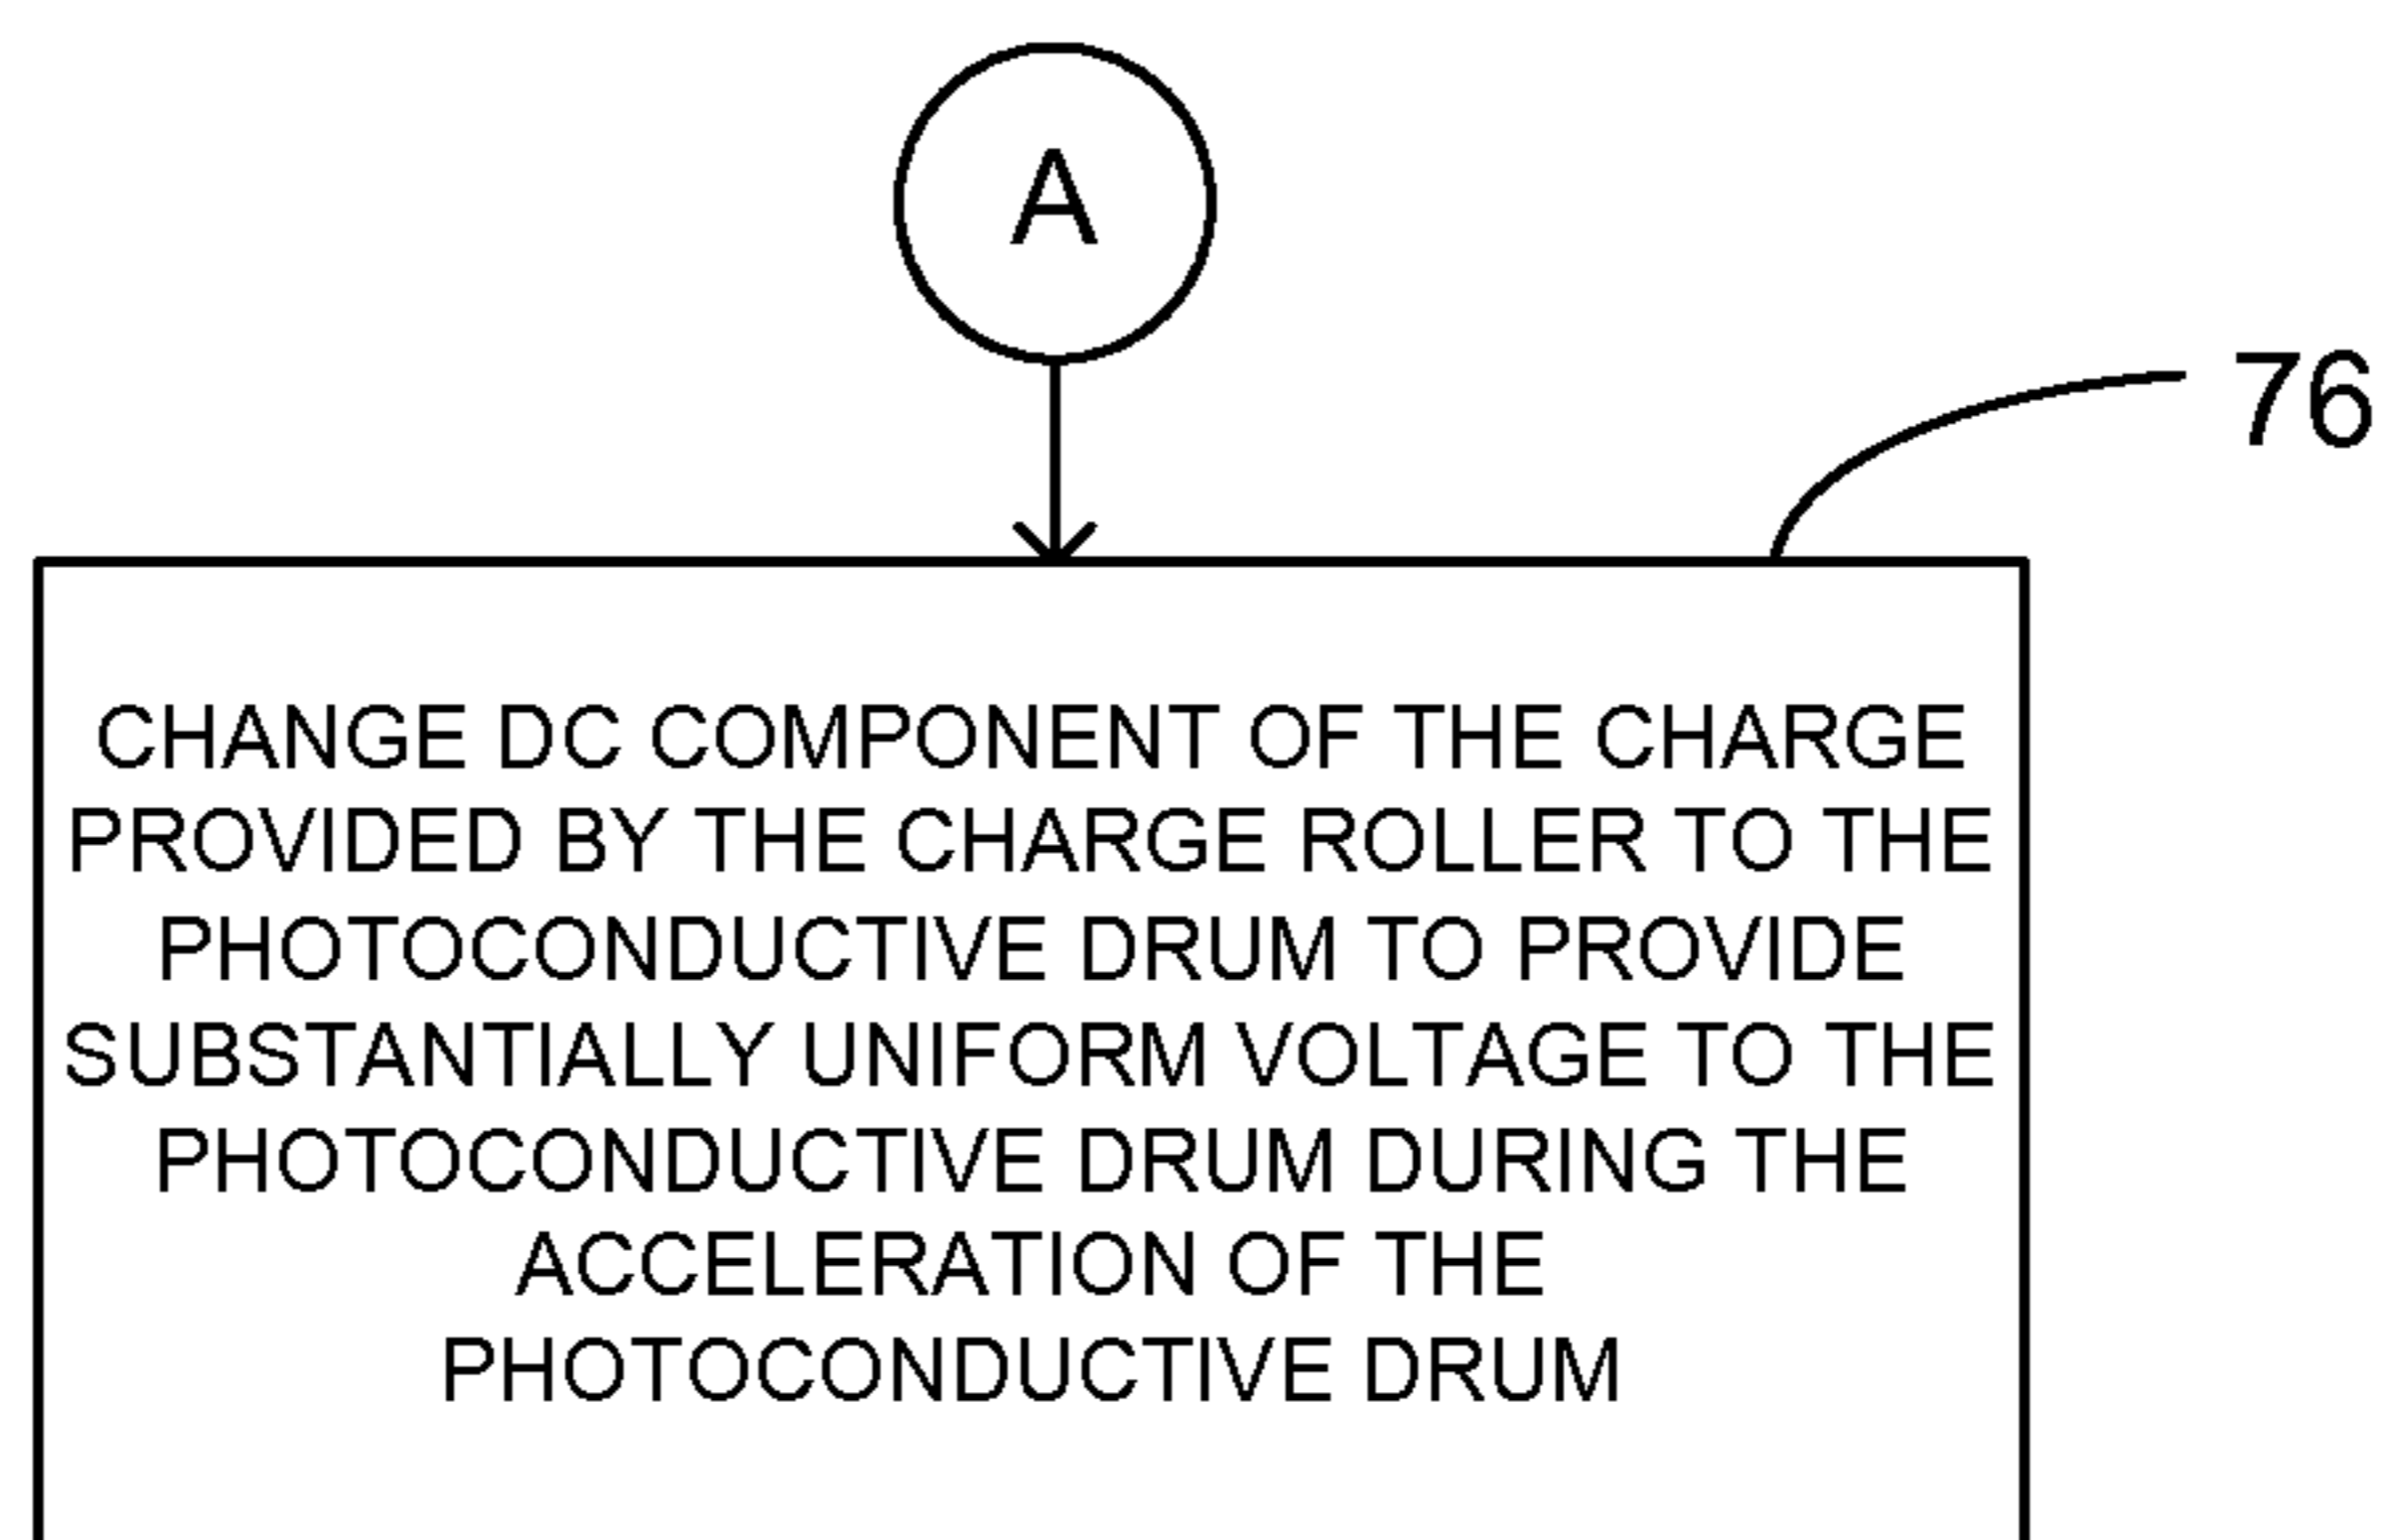 A
76
CHANGE DC COMPONENT OF THE CHARGE
PROVIDED BY THE CHARGE ROLLER TO THE
PHOTOCONDUCTIVE DRUM TO PROVIDE
SUBSTANTIALLY UNIFORM VOLTAGE TO THE
PHOTOCONDUCTIVE DRUM DURING THE
ACCELERATION OF THE
PHOTOCONDUCTIVE DRUM